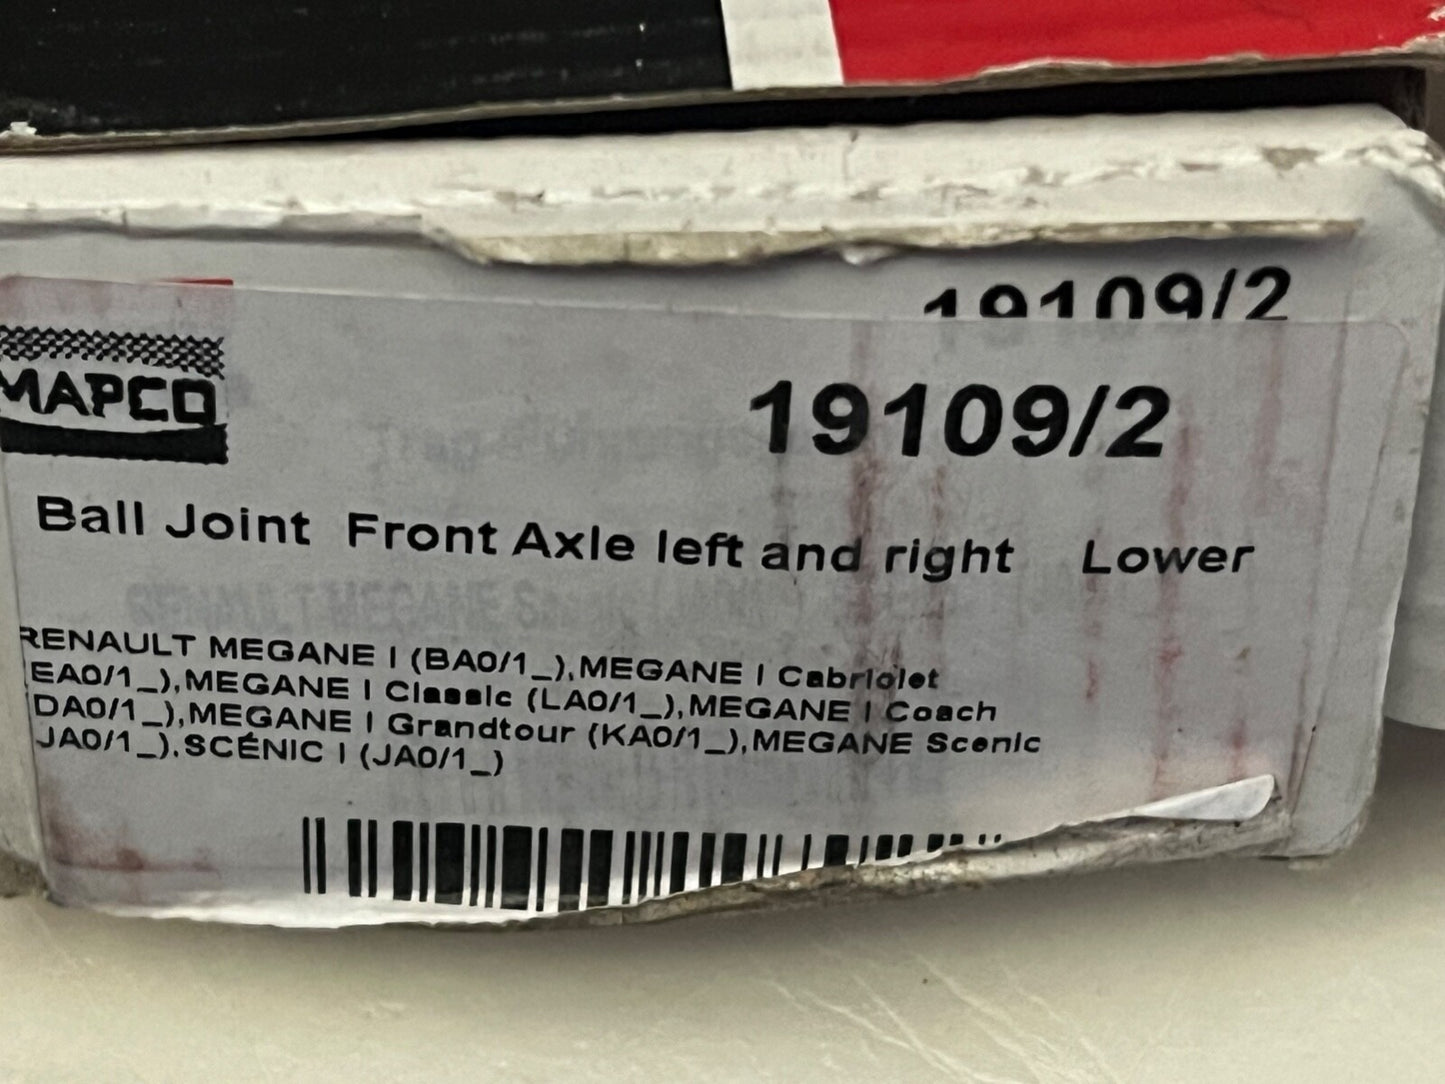 19109/2
MAPCO
19109/2
Ball Joint Front Axle left and right Lower
RENAULT MEGANE I (BA0/1_),MEGANE I Cabriolet
EA0/1_),MEGANE I Classic (LA0/1_),MEGANE I Coach
DA0/1_),MEGANE I Grandtour (KA0/1_),MEGANE Scenic
JA0/1_),SCÉNIC I (JA0/1_)